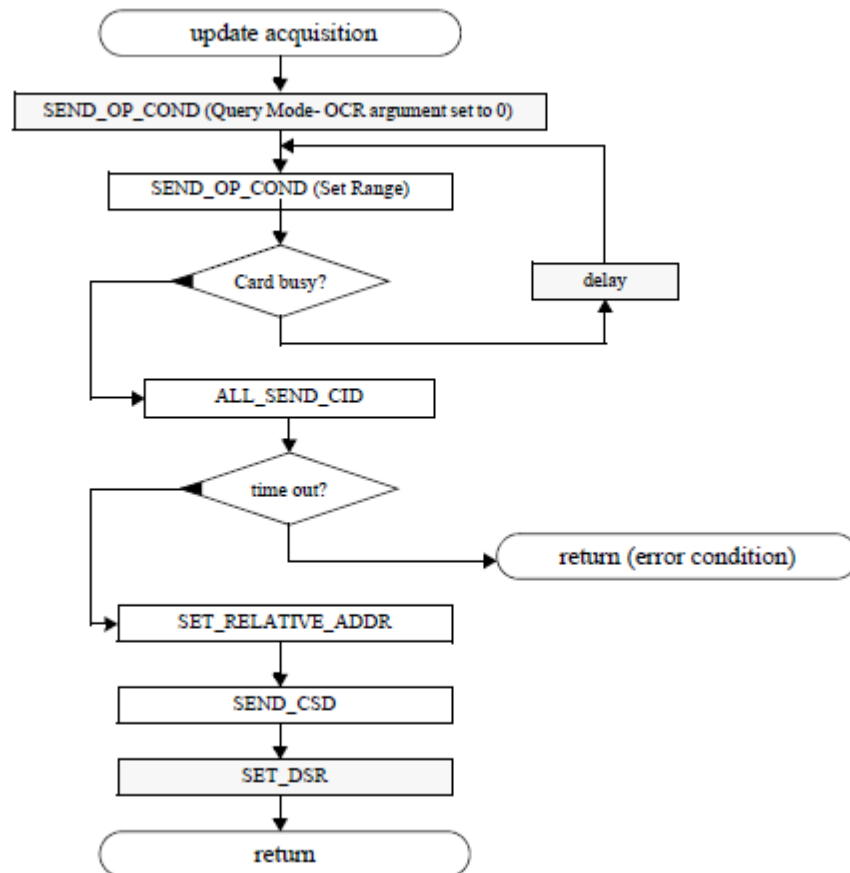 update acquisition
SEND_OP_COND (Query Mode- OCR argument set to 0)
SEND_OP_COND (Set Range)
Card busy?
delay
ALL_SEND_CID
time out?
return (error condition)
SET_RELATIVE_ADDR
SEND_CSD
SET_DSR
return